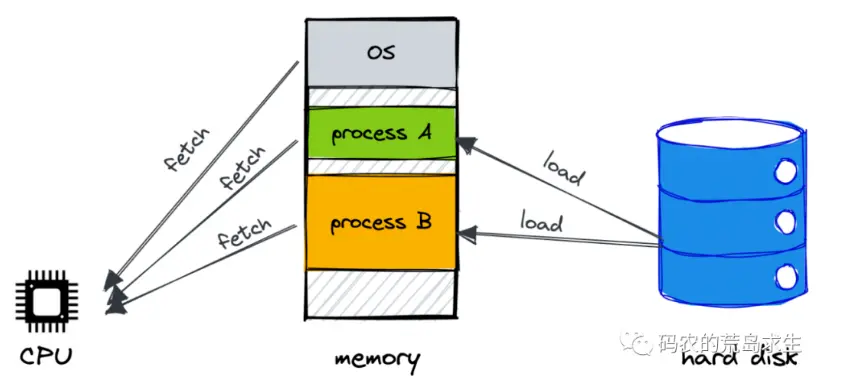 OS
process A
process B
fetch
fetch
fetch
load
load
CPU
memory
hard disk
码农的荒岛求生